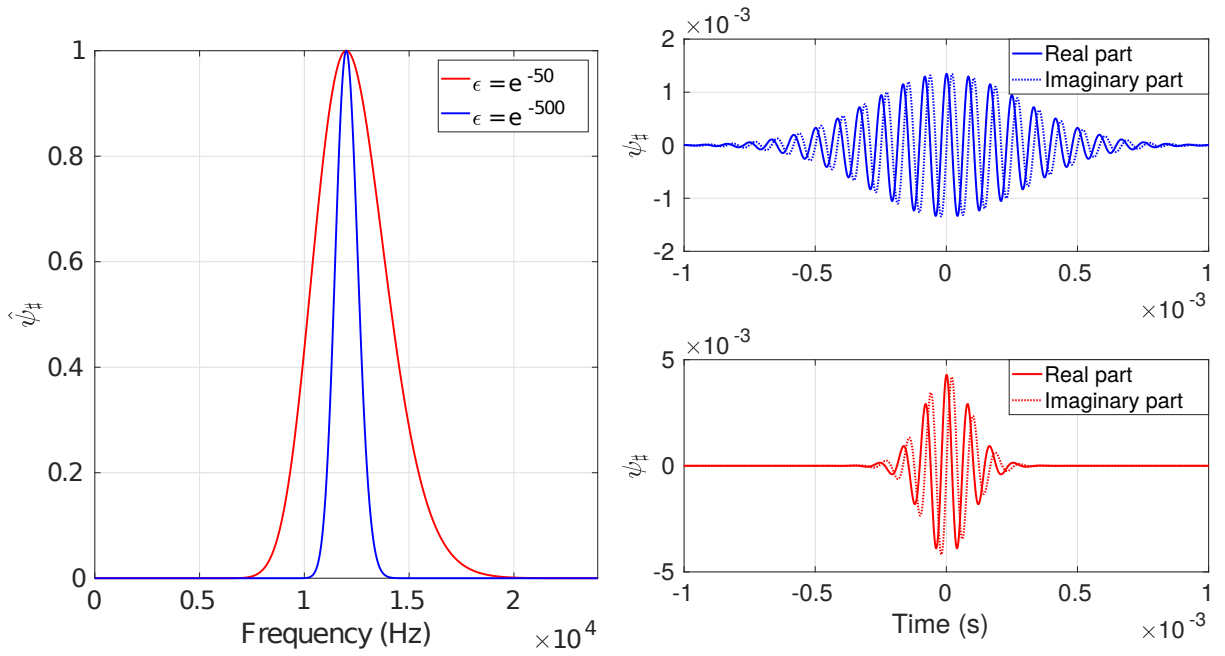 1
0.8
0.6
0.4
0.2
0
ψ̂♯
0 0.5 1 1.5 2
Frequency (Hz)
×10^4
ϵ = e^-50
ϵ = e^-500
×10^-3
2
1
0
-1
-2
ψ♯
Real part
Imaginary part
-1 -0.5 0 0.5 1
×10^-3
×10^-3
5
0
-5
ψ♯
Real part
Imaginary part
-1 -0.5 0 0.5 1
Time (s)
×10^-3